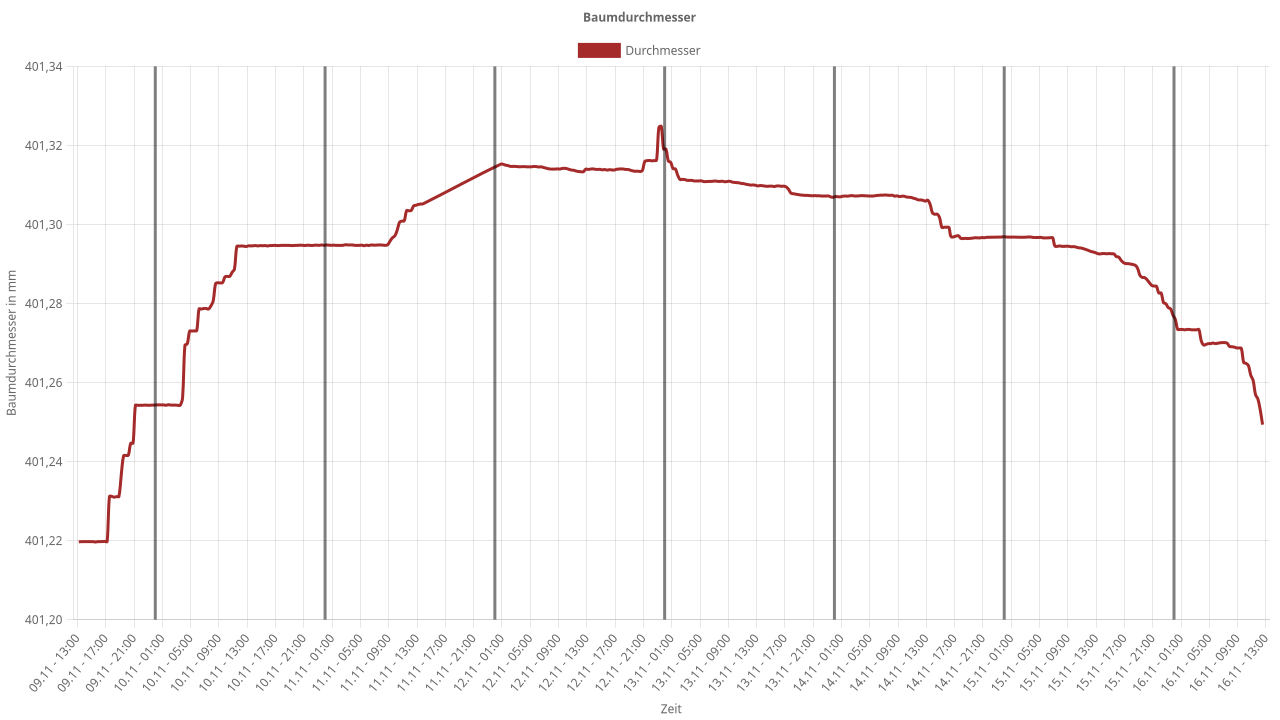 Baumdurchmesser
Durchmesser
401,34
401,32
401,30
401,28
401,26
401,24
401,22
401,20
Baumdurchmesser in mm
09.11 - 13:00
09.11 - 17:00
09.11 - 21:00
10.11 - 01:00
10.11 - 05:00
10.11 - 09:00
10.11 - 13:00
10.11 - 17:00
10.11 - 21:00
11.11 - 01:00
11.11 - 05:00
11.11 - 09:00
11.11 - 13:00
11.11 - 17:00
11.11 - 21:00
12.11 - 01:00
12.11 - 05:00
12.11 - 09:00
12.11 - 13:00
12.11 - 17:00
12.11 - 21:00
13.11 - 01:00
13.11 - 05:00
13.11 - 09:00
13.11 - 13:00
13.11 - 17:00
13.11 - 21:00
14.11 - 01:00
14.11 - 05:00
14.11 - 09:00
14.11 - 13:00
14.11 - 17:00
14.11 - 21:00
15.11 - 01:00
15.11 - 05:00
15.11 - 09:00
15.11 - 13:00
15.11 - 17:00
15.11 - 21:00
16.11 - 01:00
16.11 - 05:00
16.11 - 09:00
16.11 - 13:00
Zeit